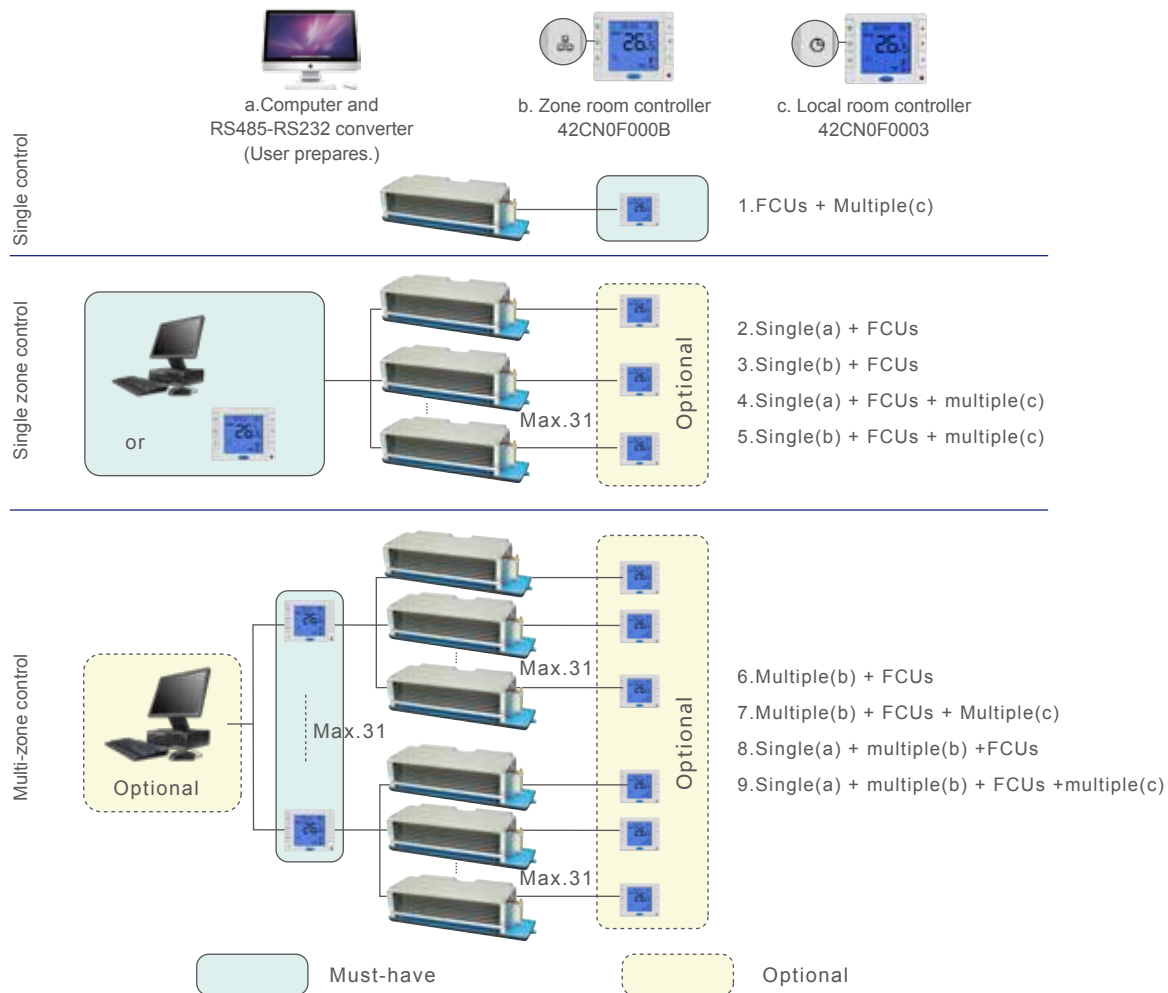 a.Computer and
RS485-RS232 converter
(User prepares.)
b. Zone room controller
42CN0F000B
c. Local room controller
42CN0F0003
Single control
1.FCUs + Multiple(c)
Single zone control
or
Max.31
Optional
2.Single(a) + FCUs
3.Single(b) + FCUs
4.Single(a) + FCUs + multiple(c)
5.Single(b) + FCUs + multiple(c)
Multi-zone control
Optional
Max.31
Max.31
Max.31
Optional
6.Multiple(b) + FCUs
7.Multiple(b) + FCUs + Multiple(c)
8.Single(a) + multiple(b) +FCUs
9.Single(a) + multiple(b) + FCUs +multiple(c)
Must-have
Optional